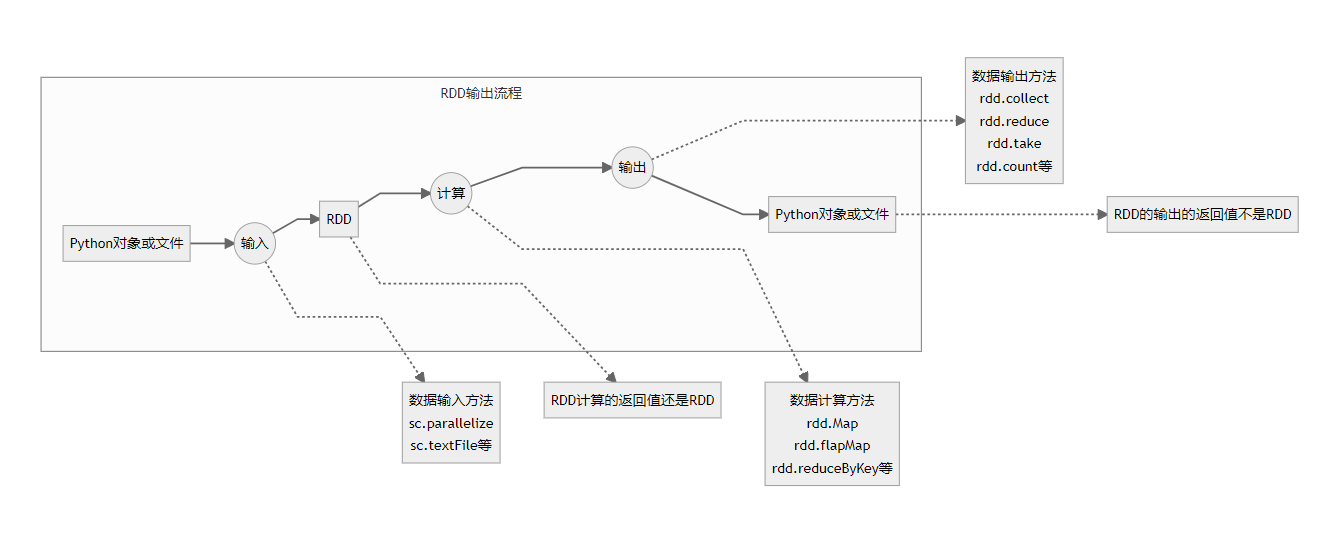 RDD输出流程
Python对象或文件
输入
RDD
计算
输出
Python对象或文件
数据输出方法
rdd.collect
rdd.reduce
rdd.take
rdd.count等
RDD的输出的返回值不是RDD
数据输入方法
sc.parallelize
sc.textFile等
RDD计算的返回值还是RDD
数据计算方法
rdd.Map
rdd.flapMap
rdd.reduceByKey等